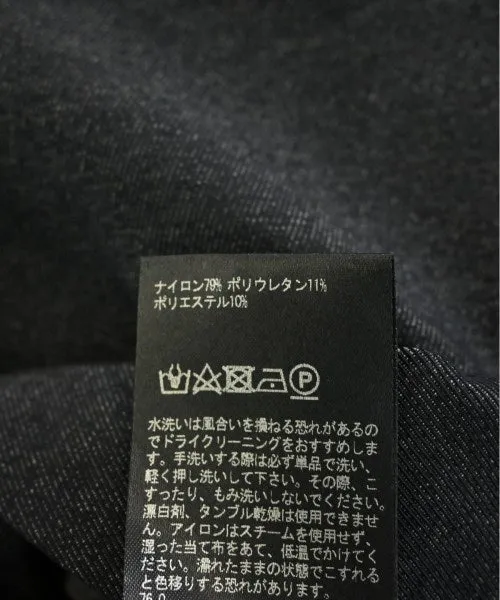 ナイロン79% ポリウレタン11%
ポリエステル10%
P
水洗いは風合いを損ねる恐れがあるの
でドライクリーニングをおすすめしま
す。手洗いする際は必ず単品で洗い、
軽く押し洗いして下さい。その際、こ
すったり、もみ洗いしないでください。
漂白剤、タンブル乾燥は使用できませ
ん。アイロンはスチームを使用せず、
湿った当て布をあて、低温でかけてく
ださい。濡れたままの状態でこすれる
と色移りする恐れがあります。
76.0